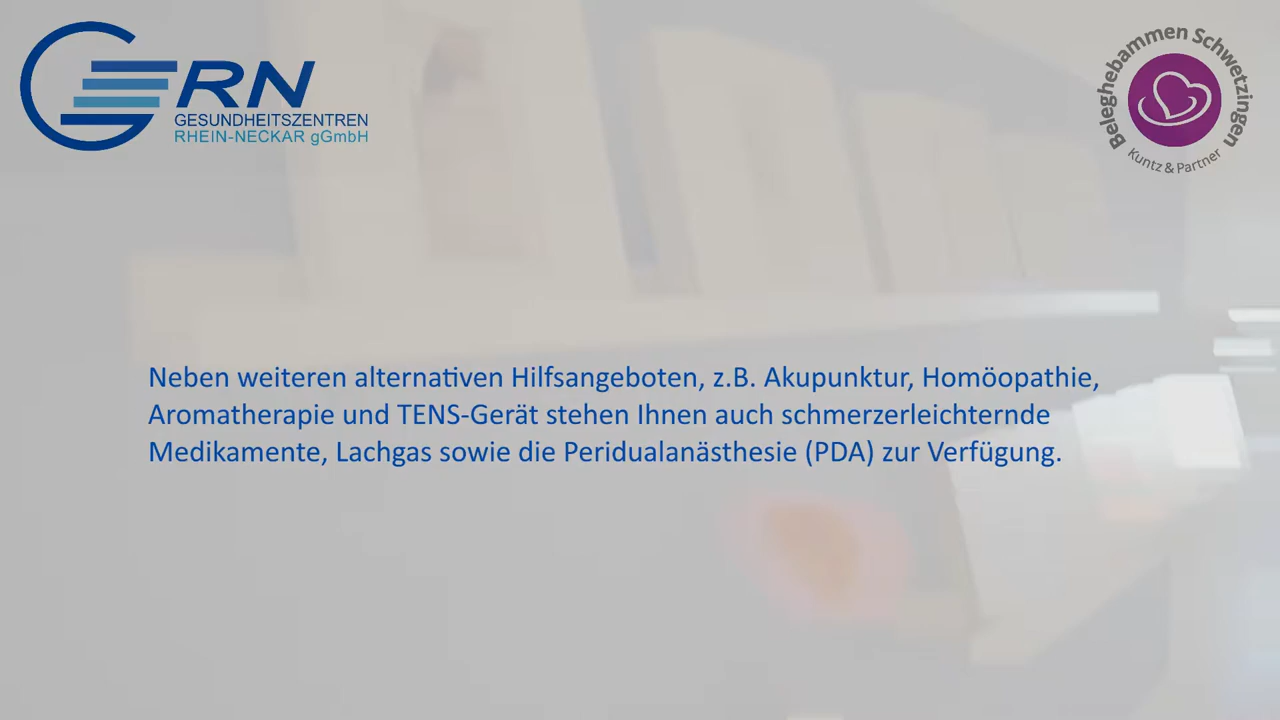 GRN
GESUNDHEITSZENTREN
RHEIN-NECKAR gGmbH
Beleghebammen Schwetzingen
Kuntz & Partner
Neben weiteren alternativen Hilfsangeboten, z.B. Akupunktur, Homöopathie,
Aromatherapie und TENS-Gerät stehen Ihnen auch schmerzerleichternde
Medikamente, Lachgas sowie die Peridualanästhesie (PDA) zur Verfügung.